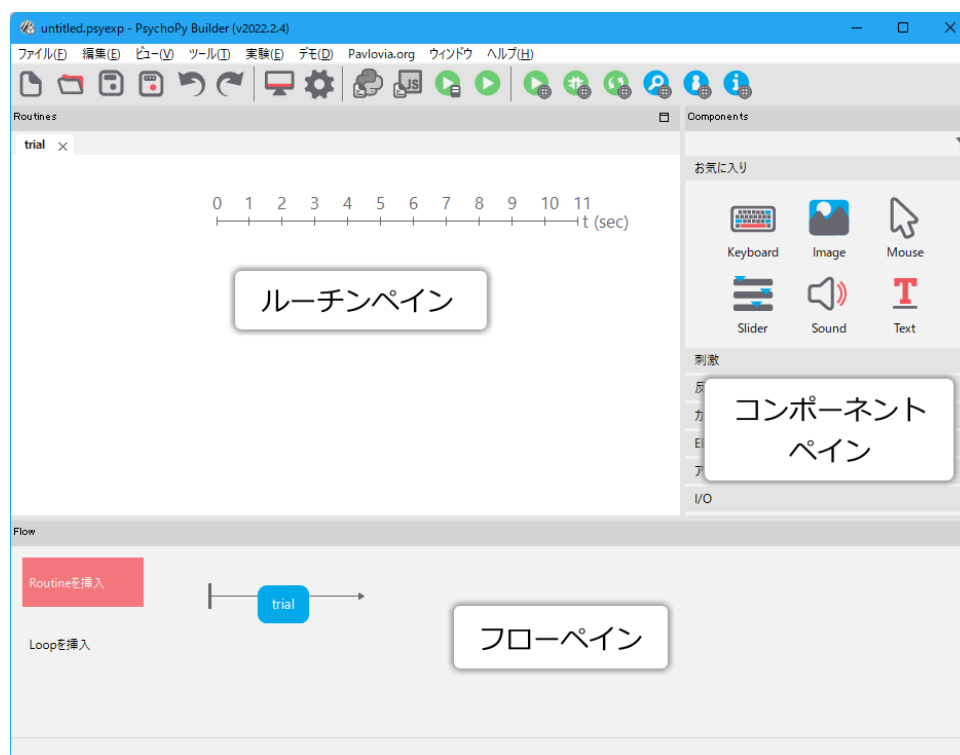 untitled.psyexp - PsychoPy Builder (v2022.2.4)
ファイル(F) 編集(E) ビュー(V) ツール(T) 実験(E) デモ(D) Pavlovia.org ウィンドウ ヘルプ(H)
JS
Routines
trial
0 1 2 3 4 5 6 7 8 9 10 11
t (sec)
ルーチンペイン
Components
お気に入り
Keyboard Image Mouse
Slider Sound Text
刺激
反
カ
EE
ア
I/O
コンポーネント
ペイン
Flow
Routineを挿入
trial
Loopを挿入
フローペイン